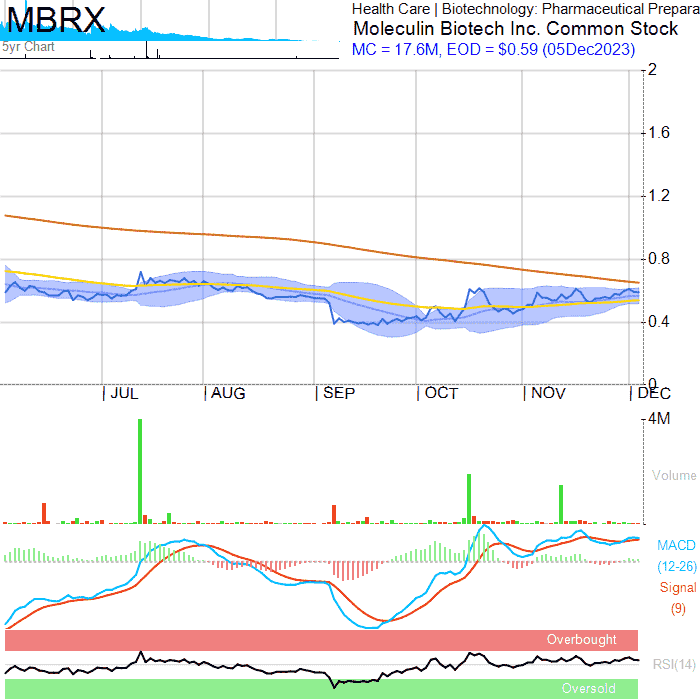 MBRX
5yr Chart
Health Care | Biotechnology: Pharmaceutical Prepara
Moleculin Biotech Inc. Common Stock
MC = 17.6M, EOD = $0.59 (05Dec2023)
2
1.6
1.2
0.8
0.4
0
JUL AUG SEP OCT NOV DEC
4M
Volume
MACD
(12-26)
Signal
(9)
Overbought
RSI(14)
Oversold